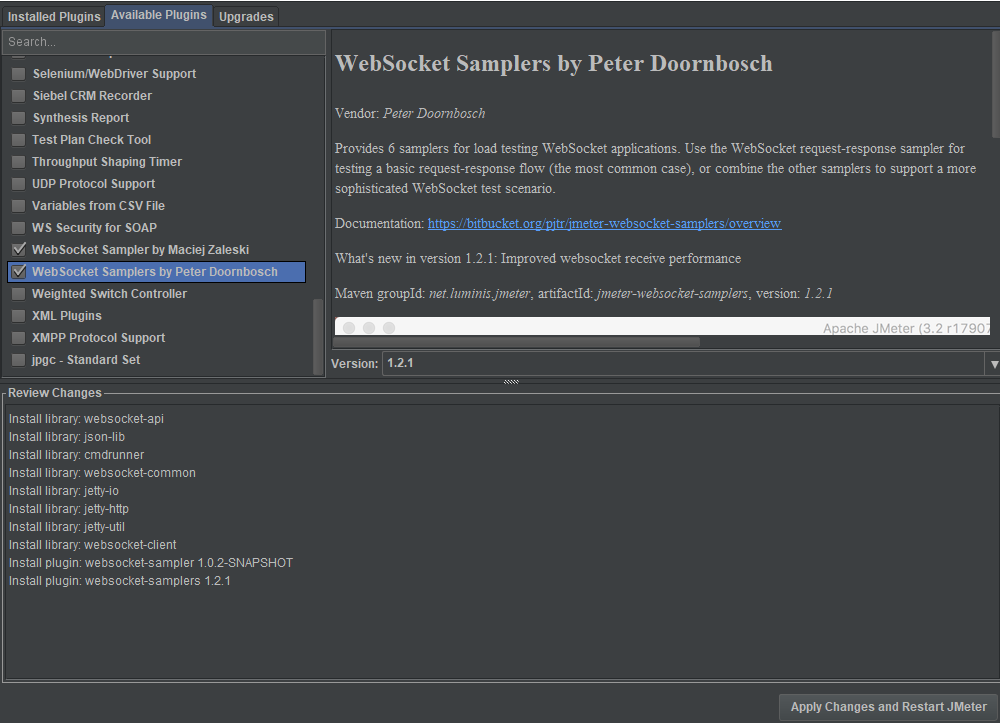 Installed Plugins Available Plugins Upgrades
Search...
Selenium/WebDriver Support
Siebel CRM Recorder
Synthesis Report
Test Plan Check Tool
Throughput Shaping Timer
UDP Protocol Support
Variables from CSV File
WS Security for SOAP
WebSocket Sampler by Maciej Zaleski
WebSocket Samplers by Peter Doornbosch
Weighted Switch Controller
XML Plugins
XMPP Protocol Support
jpgc - Standard Set
WebSocket Samplers by Peter Doornbosch
Vendor: Peter Doornbosch
Provides 6 samplers for load testing WebSocket applications. Use the WebSocket request-response sampler for
testing a basic request-response flow (the most common case), or combine the other samplers to support a more
sophisticated WebSocket test scenario.
Documentation: https://bitbucket.org/pjtr/jmeter-websocket-samplers/overview
What's new in version 1.2.1: Improved websocket receive performance
Maven groupId: net.luminis.jmeter, artifactId: jmeter-websocket-samplers, version: 1.2.1
Apache JMeter (3.2 r17907
Version: 1.2.1
Review Changes
Install library: websocket-api
Install library: json-lib
Install library: cmdrunner
Install library: websocket-common
Install library: jetty-io
Install library: jetty-http
Install library: jetty-util
Install library: websocket-client
Install plugin: websocket-sampler 1.0.2-SNAPSHOT
Install plugin: websocket-samplers 1.2.1
Apply Changes and Restart JMeter